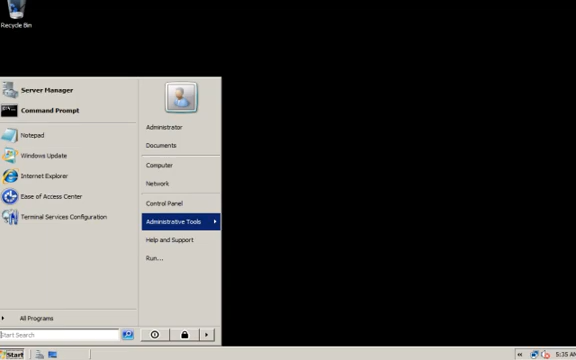 Recycle Bin
Server Manager
Command Prompt
Notepad
Windows Update
Internet Explorer
Ease of Access Center
Terminal Services Configuration
All Programs
Start Search
Administrator
Documents
Computer
Network
Control Panel
Administrative Tools
Help and Support
Run...
Start
5:35 AM